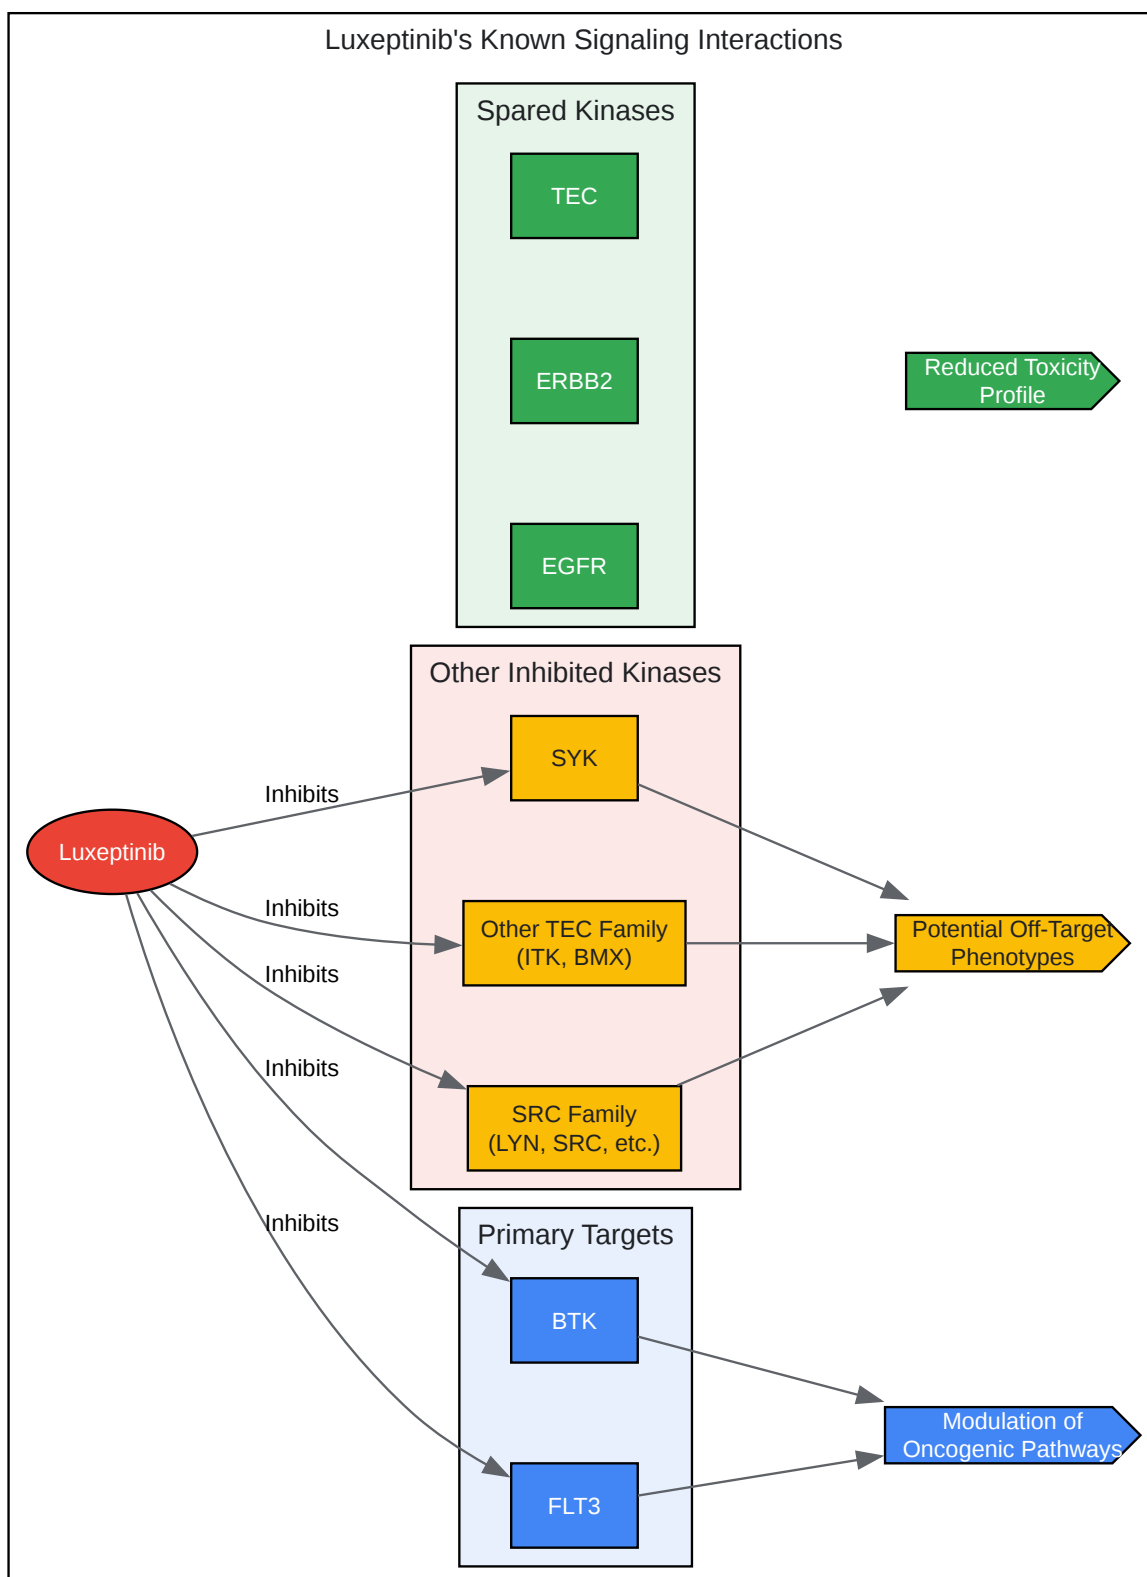 Luxeptinib's Known Signaling Interactions
Spared Kinases
TEC
ERBB2
Reduced Toxicity
Profile
EGFR
Other Inhibited Kinases
SYK
Inhibits
Luxeptinib
Inhibits
Other TEC Family
(ITK, BMX)
Potential Off-Target
Phenotypes
Inhibits
Inhibits
SRC Family
(LYN, SRC, etc.)
Inhibits
Primary Targets
BTK
Modulation of
Oncogenic Pathways
FLT3